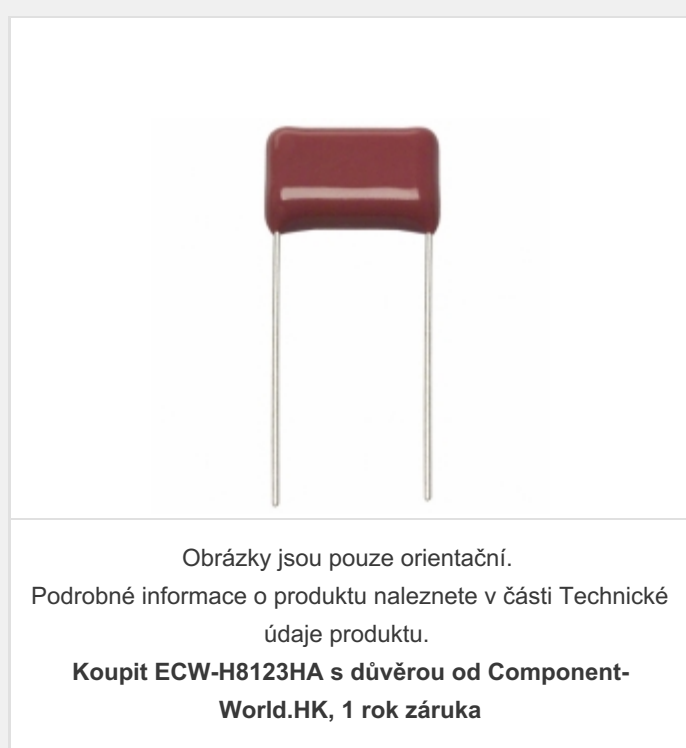 Obrázky jsou pouze orientační.
Podrobné informace o produktu naleznete v části Technické
údaje produktu.
Koupit ECW-H8123HA s důvěrou od Component-
World.HK, 1 rok záruka